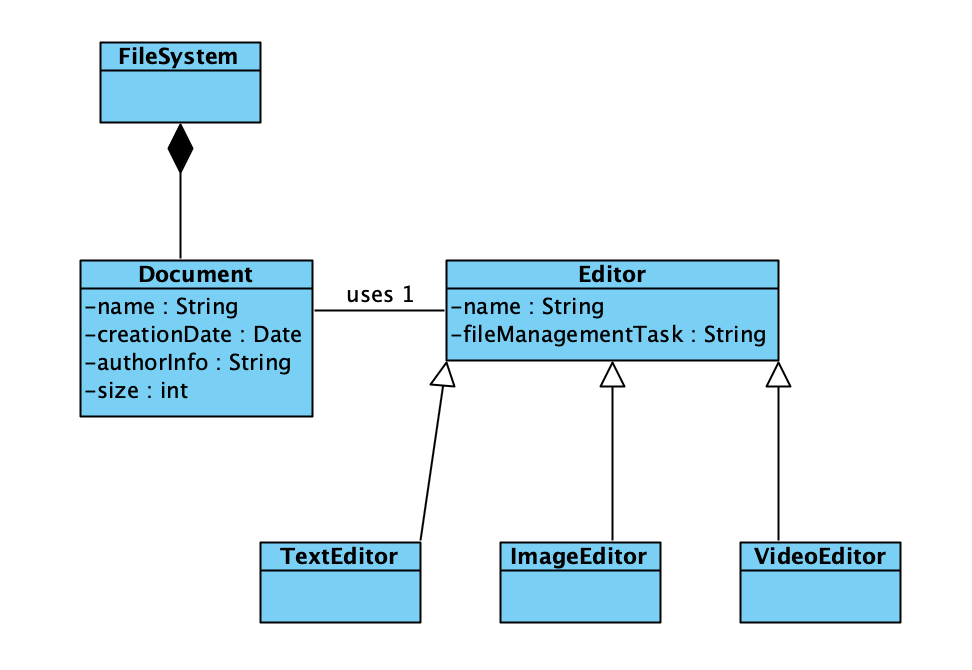 FileSystem
Document
-name : String
-creationDate : Date
-authorInfo : String
-size : int
uses 1
Editor
-name : String
-fileManagementTask : String
TextEditor
ImageEditor
VideoEditor